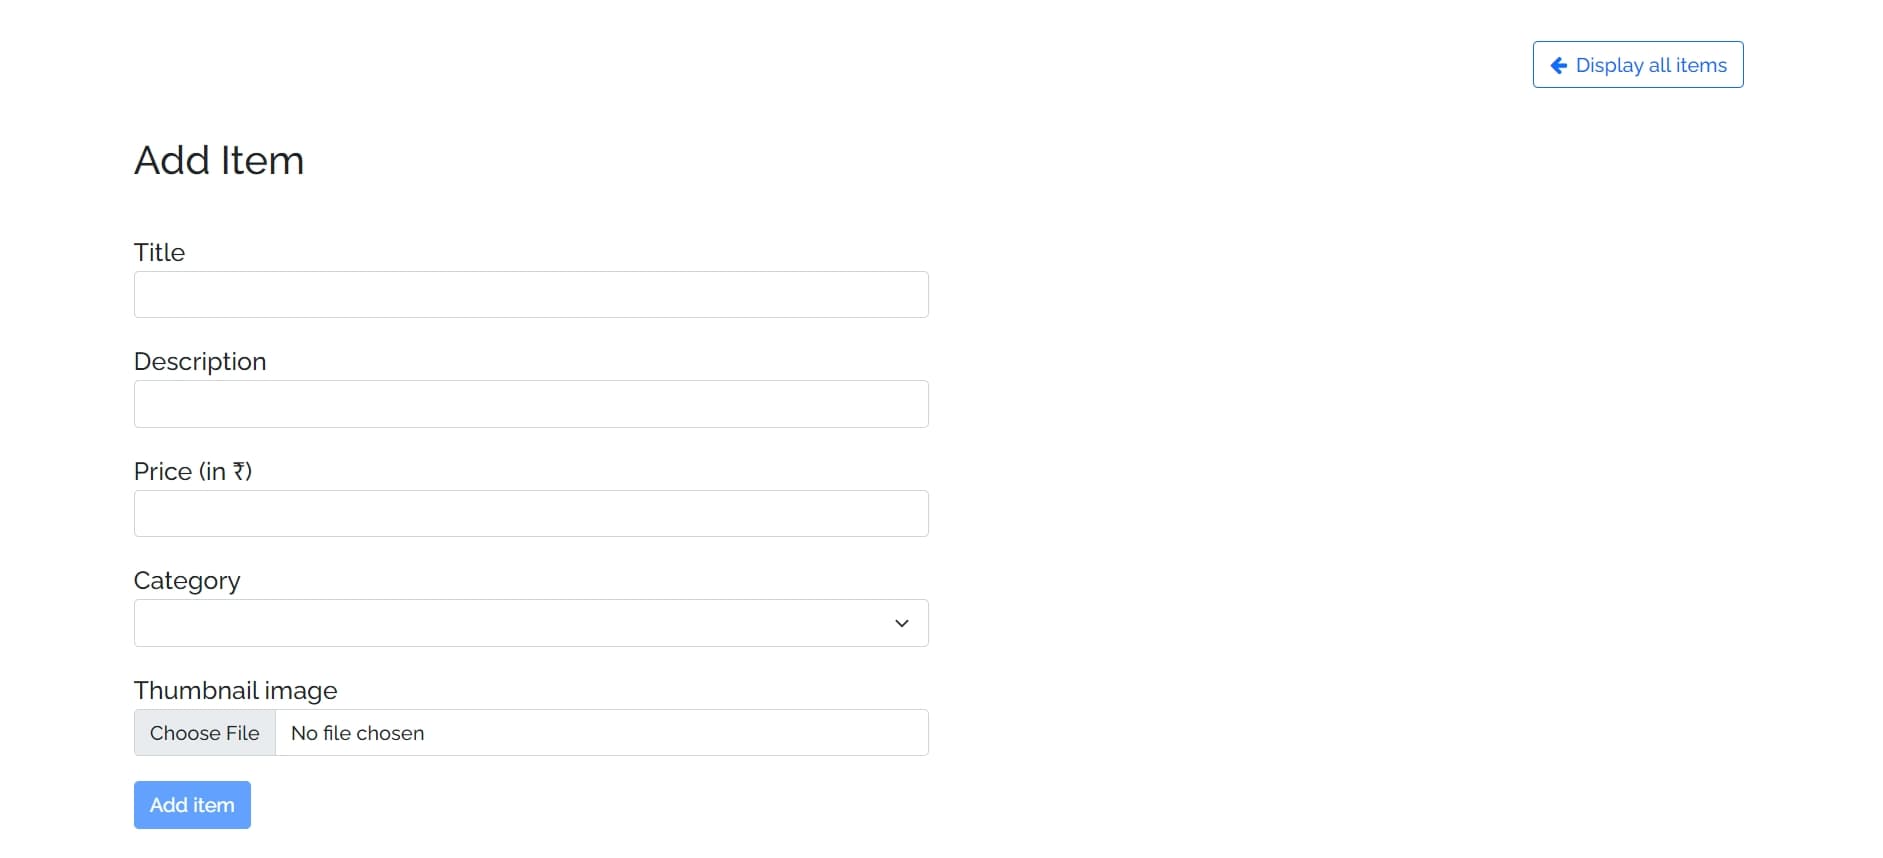 Display all items
Add Item
Title
Description
Price (in ₹)
Category
Thumbnail image
Choose File No file chosen
Add item